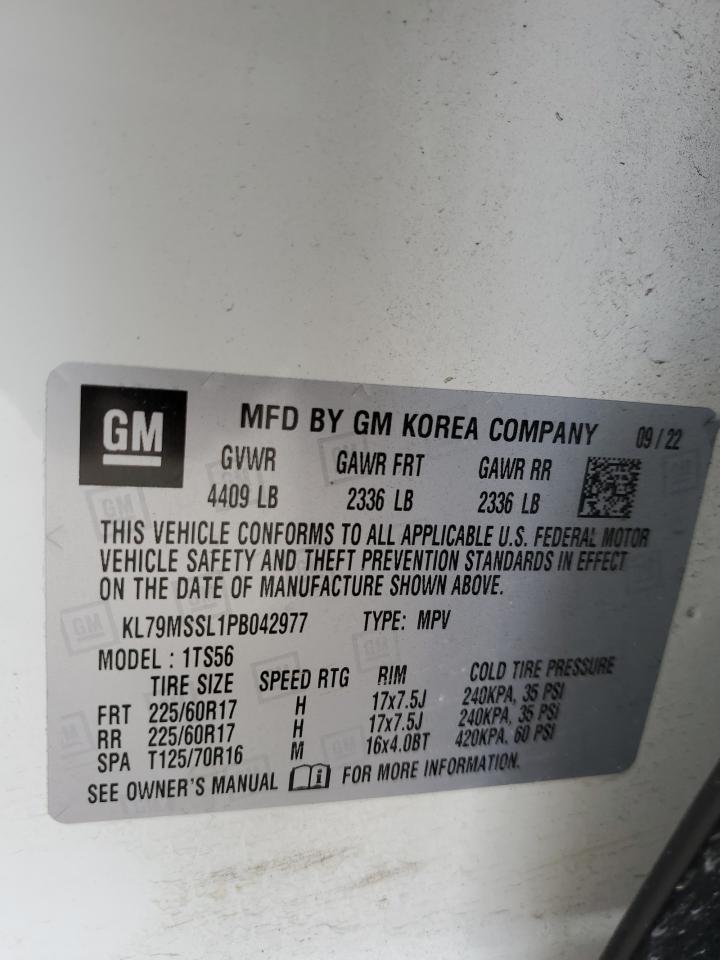 GM MFD BY GM KOREA COMPANY 09 / 22
GVWR GAWR FRT GAWR RR
4409 LB 2336 LB 2336 LB
THIS VEHICLE CONFORMS TO ALL APPLICABLE U.S. FEDERAL MOTOR
VEHICLE SAFETY AND THEFT PREVENTION STANDARDS IN EFFECT
ON THE DATE OF MANUFACTURE SHOWN ABOVE.
KL79MSSL1PB042977 TYPE: MPV
MODEL : 1TS56
TIRE SIZE SPEED RTG RIM COLD TIRE PRESSURE
FRT 225/60R17 H 17x7.5J 240KPA, 35 PSI
RR 225/60R17 H 17x7.5J 240KPA, 35 PSI
SPA T125/70R16 M 16x4.0BT 420KPA, 60 PSI
SEE OWNER'S MANUAL FOR MORE INFORMATION.